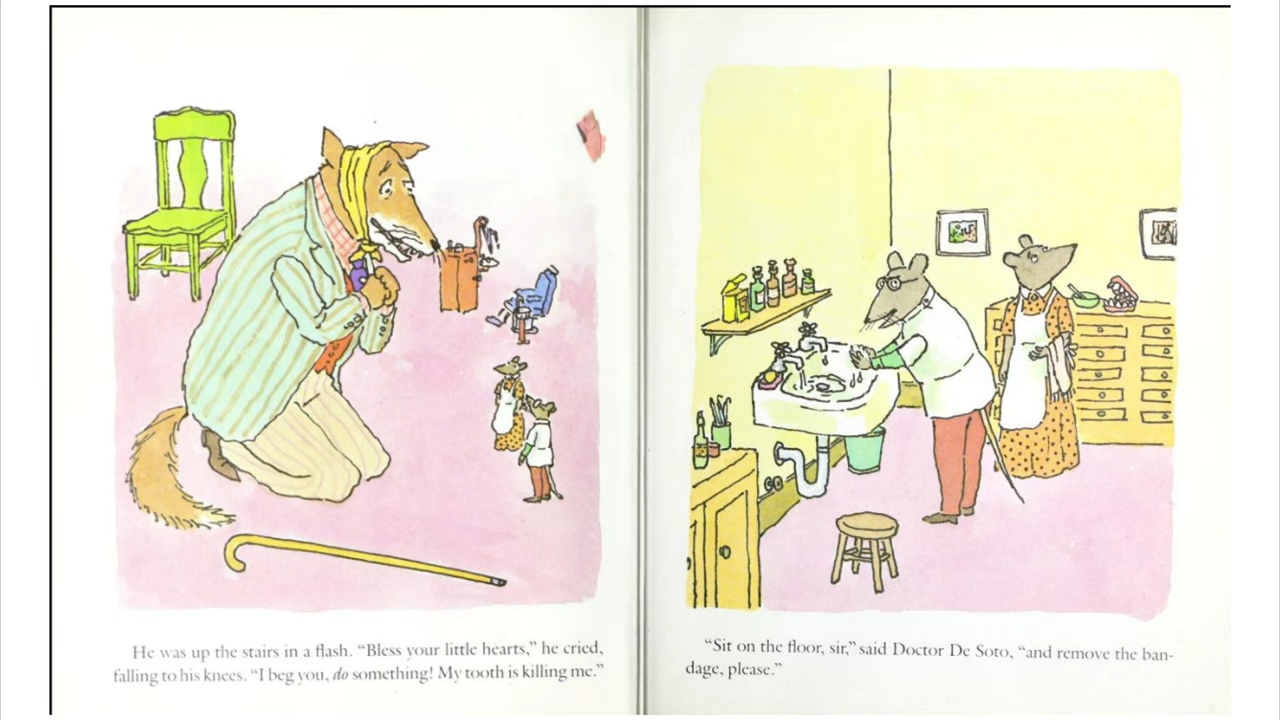 He was up the stairs in a flash. “Bless your little hearts,” he cried,
falling to his knees. “I beg you, do something! My tooth is killing me.”
“Sit on the floor, sir,” said Doctor De Soto, “and remove the ban-
dage, please.”